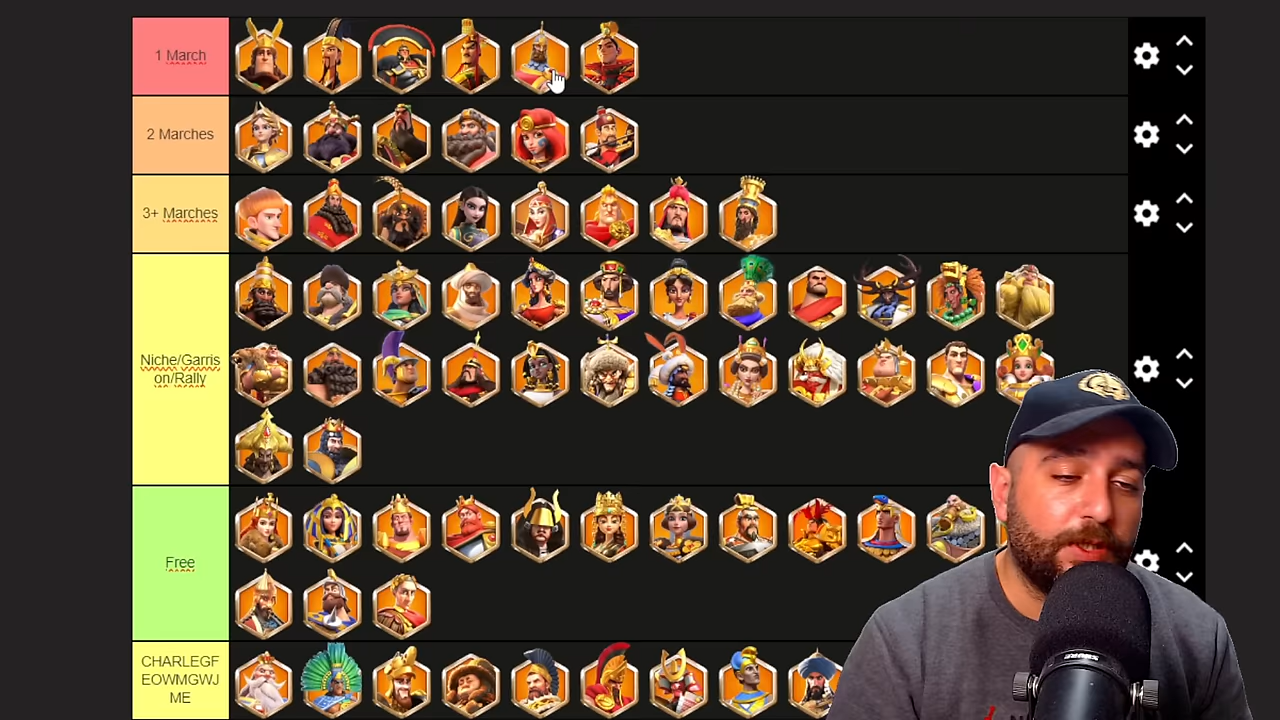 1 March
2 Marches
3+ Marches
Niche/Garris
on/Rally
Free
CHARLEGF
EOWMGWJ
ME